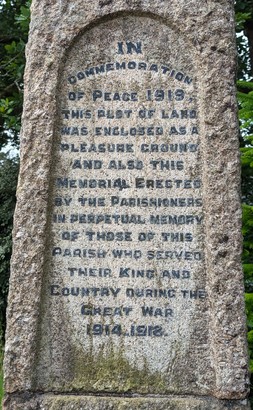 IN
COMMEMORATION
OF PEACE 1919
THIS PLOT OF LAND
WAS ENCLOSED AS A
PLEASURE GROUND
AND ALSO THIS
MEMORIAL ERECTED
BY THE PARISHIONERS
IN PERPETUAL MEMORY
OF THOSE OF THIS
PARISH WHO SERVED
THEIR KING AND
COUNTRY DURING THE
GREAT WAR
1914. 1918.